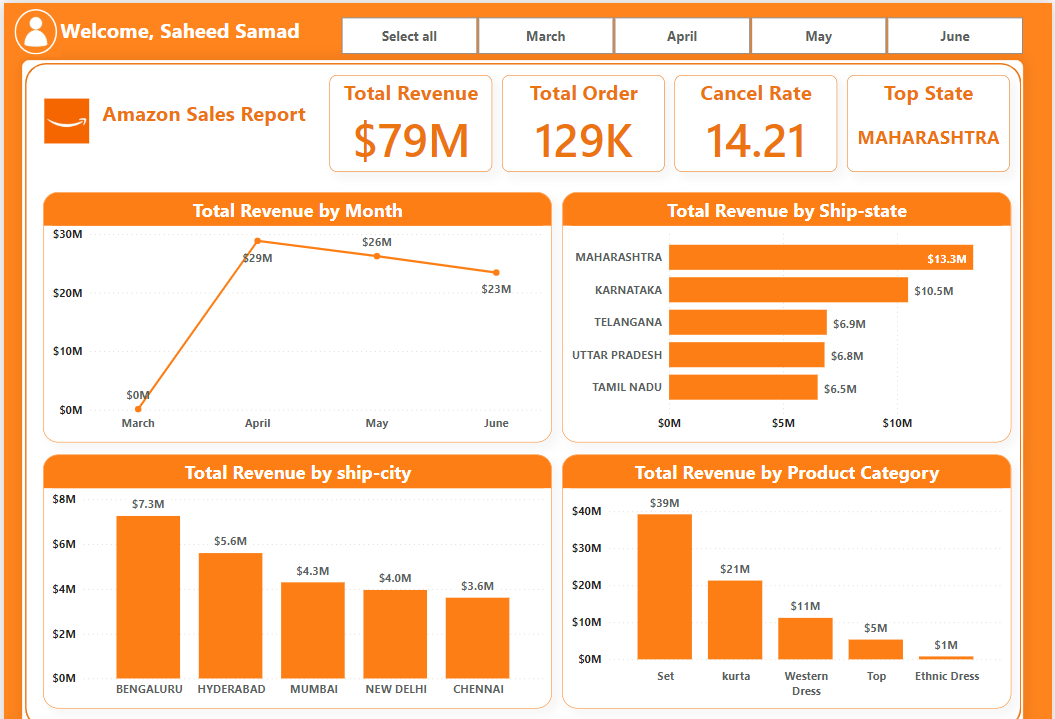 Welcome, Saheed Samad
Select all
March
April
May
June
Amazon Sales Report
Total Revenue
$79M
Total Order
129K
Cancel Rate
14.21
Top State
MAHARASHTRA
Total Revenue by Month
$30M
$20M
$10M
$0M
$0M
$29M
$26M
$23M
March
April
May
June
Total Revenue by Ship-state
MAHARASHTRA
$13.3M
KARNATAKA
$10.5M
TELANGANA
$6.9M
UTTAR PRADESH
$6.8M
TAMIL NADU
$6.5M
$0M
$5M
$10M
Total Revenue by ship-city
$8M
$6M
$4M
$2M
$0M
$7.3M
$5.6M
$4.3M
$4.0M
$3.6M
BENGALURU
HYDERABAD
MUMBAI
NEW DELHI
CHENNAI
Total Revenue by Product Category
$40M
$30M
$20M
$10M
$0M
$39M
$21M
$11M
$5M
$1M
Set
kurta
Western
Dress
Top
Ethnic Dress